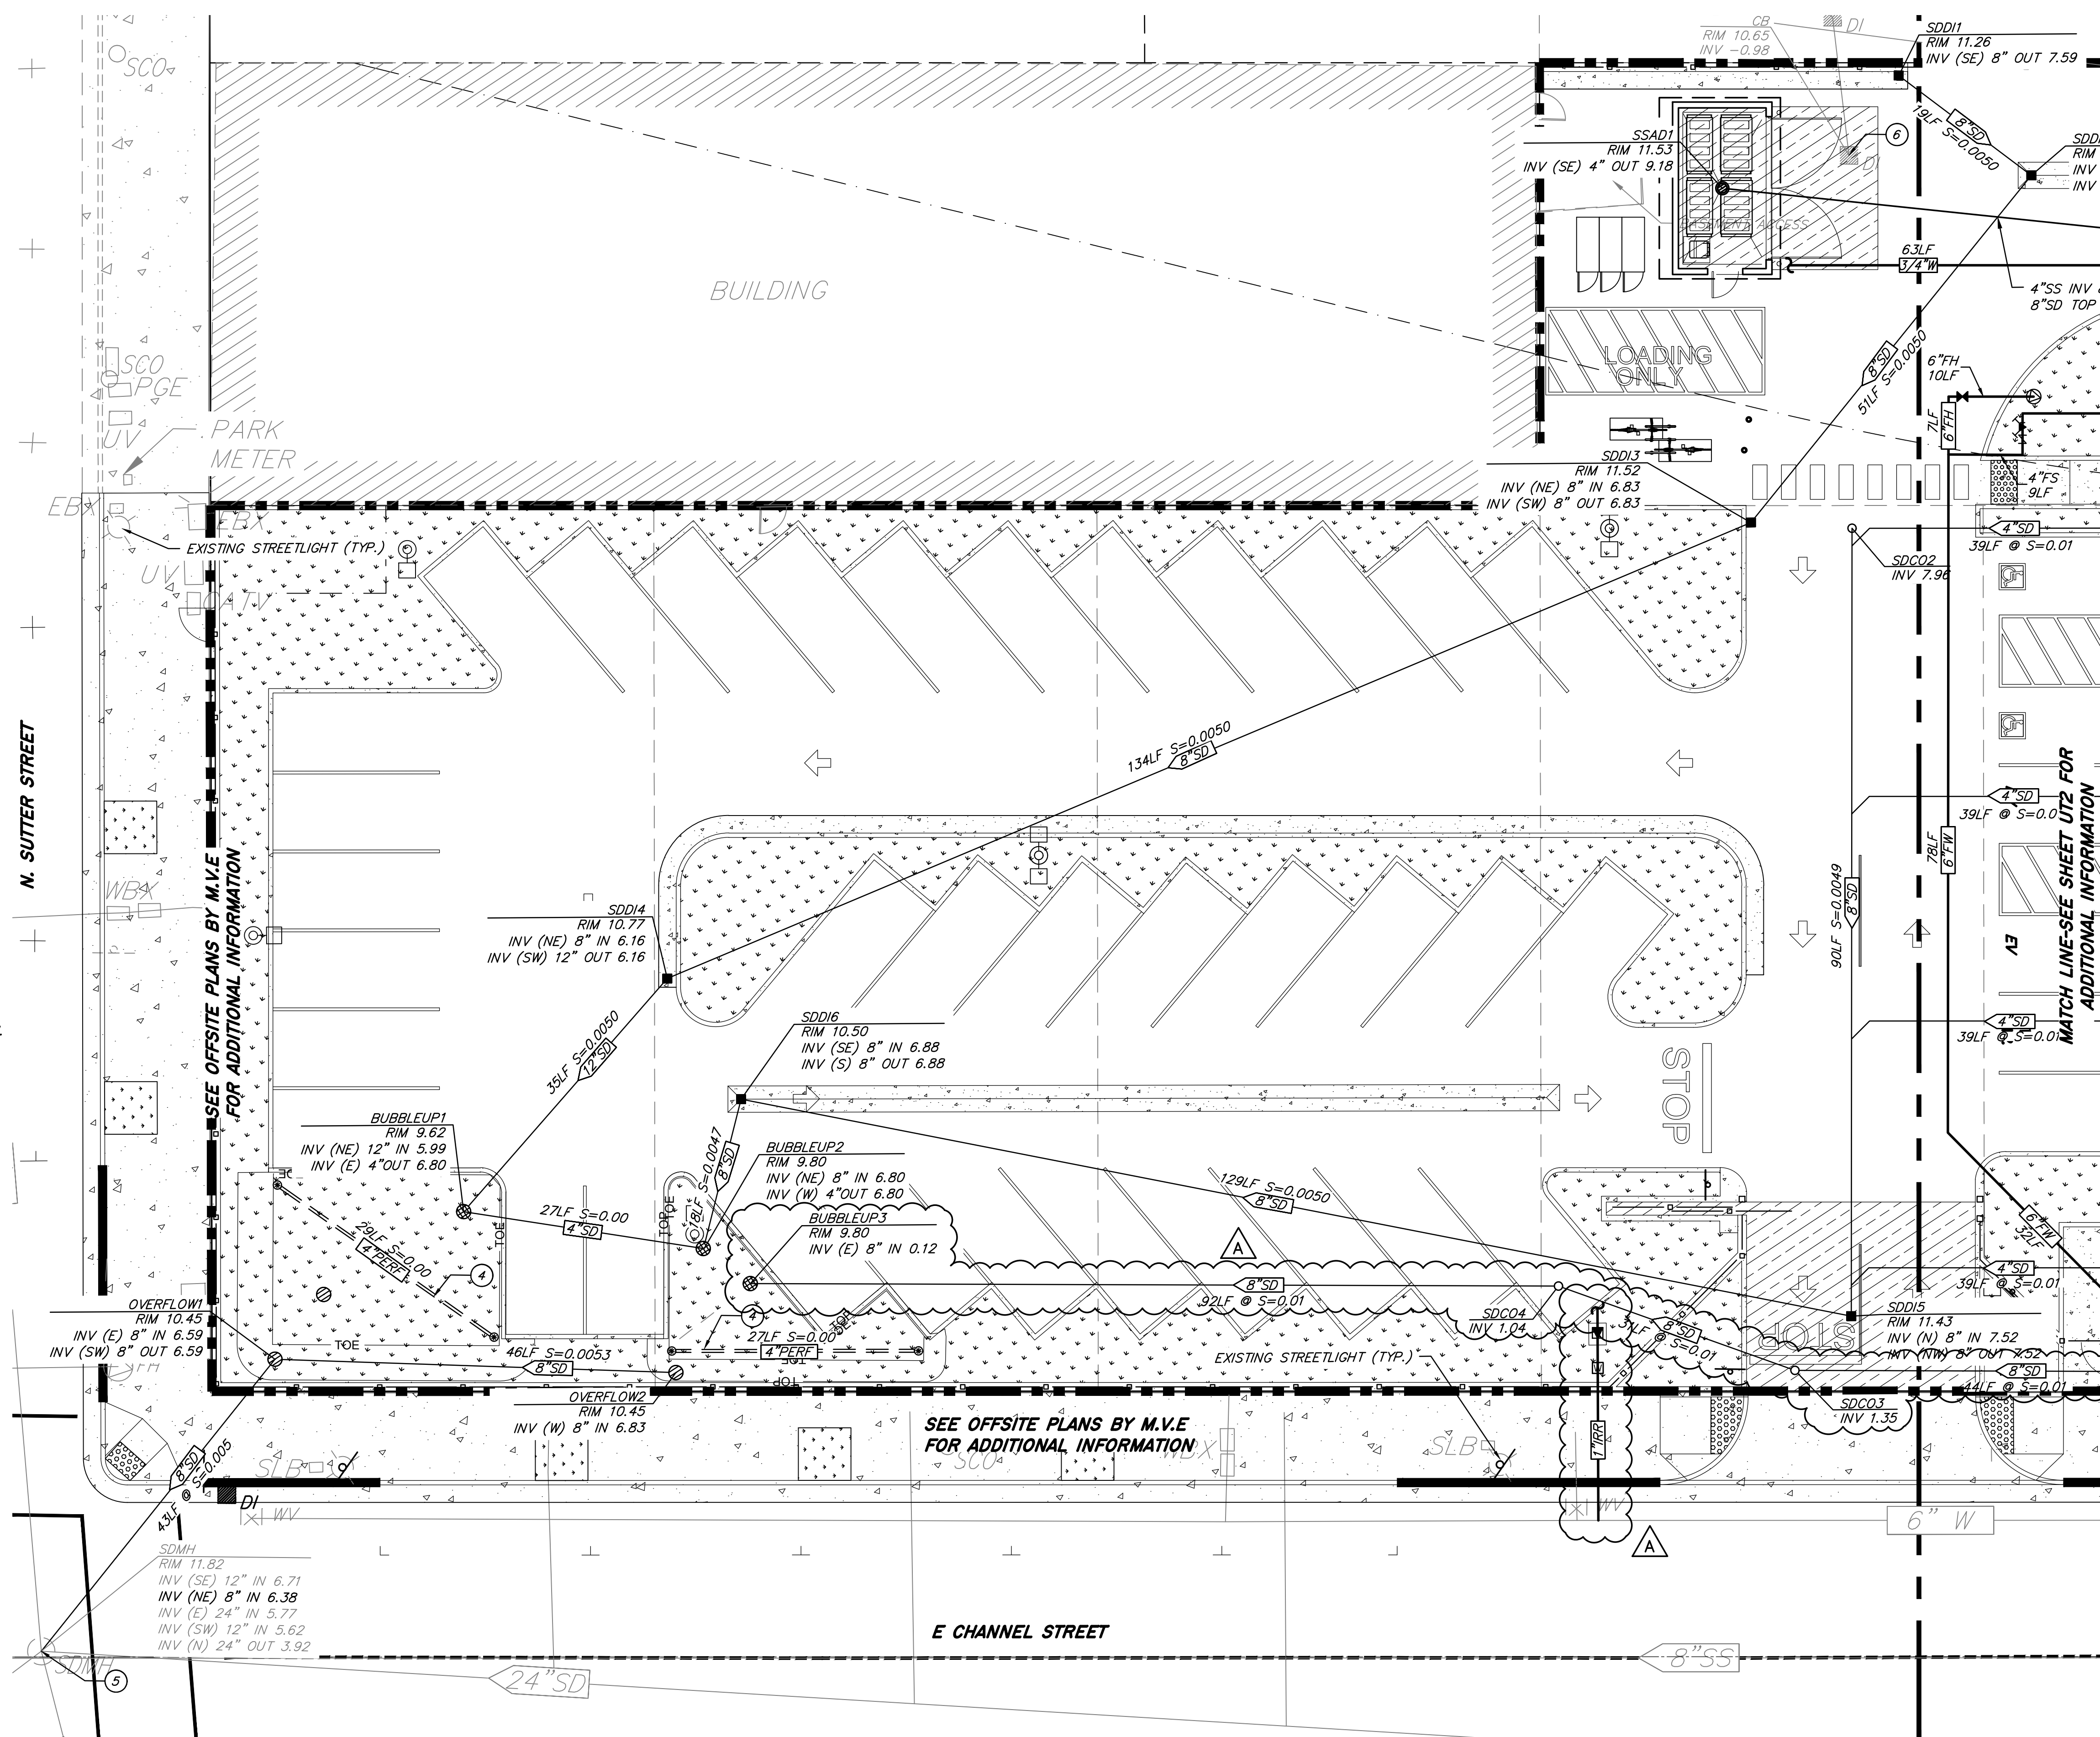 CB
RIM 10.65
INV -0.98
DI
SDDI1
RIM 11.26
INV (SE) 8" OUT 7.59
SCO
8"SD
19LF S=0.0050
6
DI
SSAD1
RIM 11.53
INV (SE) 4" OUT 9.18
RIM
INV
INV
BASEMENT ACCESS
63LF
3/4"W
BUILDING
4"SS INV
8"SD TOP
LOADING
ONLY
8"SD
51LF S=0.0050
6"FH
10LF
7LF
6"FH
SCO
PGE
UV
PARK
METER
SDDI3
RIM 11.52
INV (NE) 8" IN 6.83
INV (SW) 8" OUT 6.83
4"FS
9LF
EBX
EBX
EXISTING STREETLIGHT (TYP.)
UV
CATV
4"SD
39LF @ S=0.01
SDCO2
INV 7.96
N. SUTTER STREET
134LF S=0.0050
8"SD
4"SD
39LF @ S=0.0
78LF
6"FW
MATCH LINE-SEE SHEET UT2 FOR
ADDITIONAL INFORMATION
SEE OFFSITE PLANS BY M.V.E
FOR ADDITIONAL INFORMATION
WBX
90LF S=0.0049
8"SD
EV
SDDI4
RIM 10.77
INV (NE) 8" IN 6.16
INV (SW) 12" OUT 6.16
35LF S=0.0050
12"SD
SDDI6
RIM 10.50
INV (SE) 8" IN 6.88
INV (S) 8" OUT 6.88
4"SD
39LF @ S=0.01
STOP
BUBBLEUP1
RIM 9.62
INV (NE) 12" IN 5.99
INV (E) 4"OUT 6.80
18LF S=0.0047
8"SD
BUBBLEUP2
RIM 9.80
INV (NE) 8" IN 6.80
INV (W) 4"OUT 6.80
129LF S=0.0050
8"SD
27LF S=0.00
4"SD
TOE
TOP
TOE
BUBBLEUP3
RIM 9.80
INV (E) 8" IN 0.12
A
29LF S=0.00
4"PERF
4
6"FW
32LF
4"SD
39LF @ S=0.01
8"SD
92LF @ S=0.01
OVERFLOW1
RIM 10.45
INV (E) 8" IN 6.59
INV (SW) 8" OUT 6.59
TOE
4
27LF S=0.00
4"PERF
TOE
TOP
SDCO4
INV 1.04
8"SD
31LF @ S=0.01
STOP
SDDI5
RIM 11.43
INV (N) 8" IN 7.52
INV (NW) 8" OUT 7.52
46LF S=0.0053
8"SD
EXISTING STREETLIGHT (TYP.)
8"SD
44LF @ S=0.01
OVERFLOW2
RIM 10.45
INV (W) 8" IN 6.83
SDCO3
INV 1.35
SEE OFFSITE PLANS BY M.V.E
FOR ADDITIONAL INFORMATION
SCO
WBX
SLB
SLB
1"IRR
8"SD
43LF @ S=0.005
DI
WV
WV
6" W
A
SDMH
RIM 11.82
INV (SE) 12" IN 6.71
INV (NE) 8" IN 6.38
INV (E) 24" IN 5.77
INV (SW) 12" IN 5.62
INV (N) 24" OUT 3.92
E CHANNEL STREET
SDMH
5
24"SD
8"SS